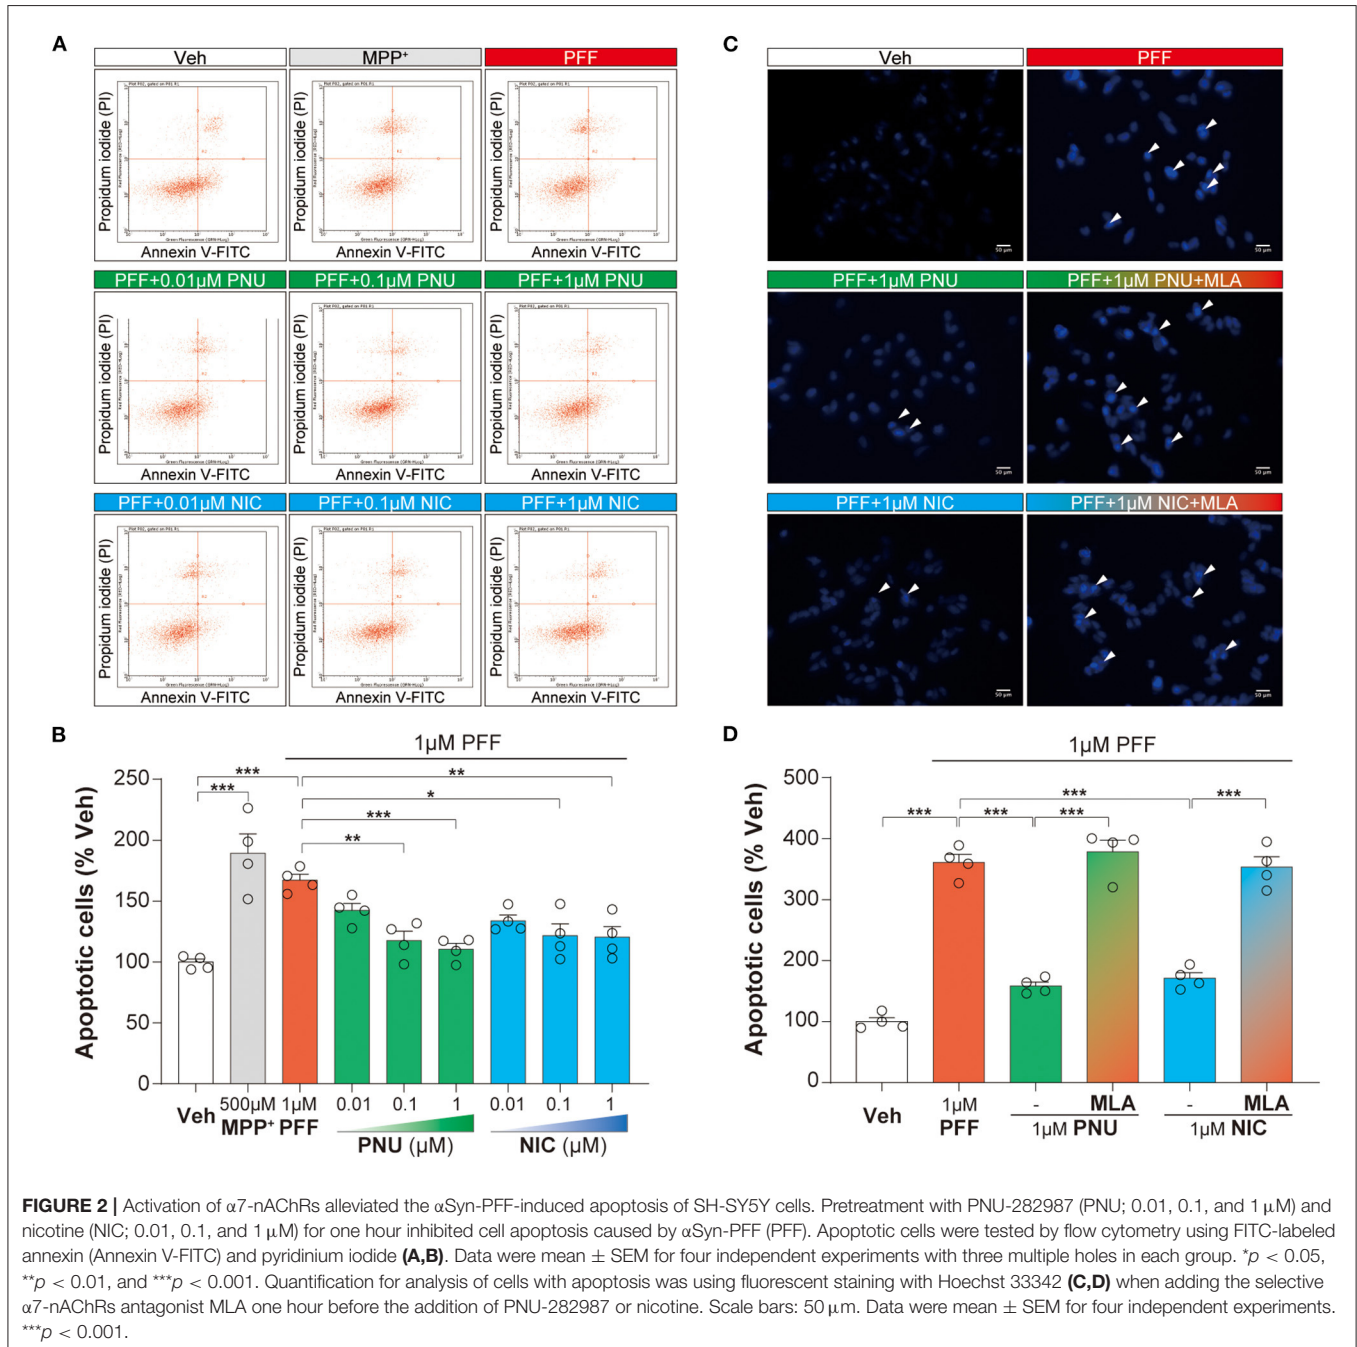 A
Veh
MPP⁺
PFF
Propidum iodide (PI)
Annexin V-FITC
Propidum iodide (PI)
Annexin V-FITC
Propidum iodide (PI)
Annexin V-FITC
PFF+0.01μM PNU
PFF+0.1μM PNU
PFF+1μM PNU
Propidum iodide (PI)
Annexin V-FITC
Propidum iodide (PI)
Annexin V-FITC
Propidum iodide (PI)
Annexin V-FITC
PFF+0.01μM NIC
PFF+0.1μM NIC
PFF+1μM NIC
Propidum iodide (PI)
Annexin V-FITC
Propidum iodide (PI)
Annexin V-FITC
Propidum iodide (PI)
Annexin V-FITC
C
Veh
PFF
50 μm
50 μm
PFF+1μM PNU
PFF+1μM PNU+MLA
50 μm
50 μm
PFF+1μM NIC
PFF+1μM NIC+MLA
50 μm
50 μm
B
1μM PFF
Apoptotic cells (% Veh)
250
200
150
100
50
0
***
***
**
*
***
**
Veh
500μM
MPP⁺
1μM
PFF
0.01
0.1
1
PNU (μM)
0.01
0.1
1
NIC (μM)
D
1μM PFF
Apoptotic cells (% Veh)
500
400
300
200
100
0
***
***
***
***
***
Veh
1μM
PFF
-
MLA
1μM PNU
-
MLA
1μM NIC
FIGURE 2 | Activation of α7-nAChRs alleviated the αSyn-PFF-induced apoptosis of SH-SY5Y cells. Pretreatment with PNU-282987 (PNU; 0.01, 0.1, and 1 μM) and
nicotine (NIC; 0.01, 0.1, and 1 μM) for one hour inhibited cell apoptosis caused by αSyn-PFF (PFF). Apoptotic cells were tested by flow cytometry using FITC-labeled
annexin (Annexin V-FITC) and pyridinium iodide (A,B). Data were mean ± SEM for four independent experiments with three multiple holes in each group. *p < 0.05,
**p < 0.01, and ***p < 0.001. Quantification for analysis of cells with apoptosis was using fluorescent staining with Hoechst 33342 (C,D) when adding the selective
α7-nAChRs antagonist MLA one hour before the addition of PNU-282987 or nicotine. Scale bars: 50 μm. Data were mean ± SEM for four independent experiments.
***p < 0.001.